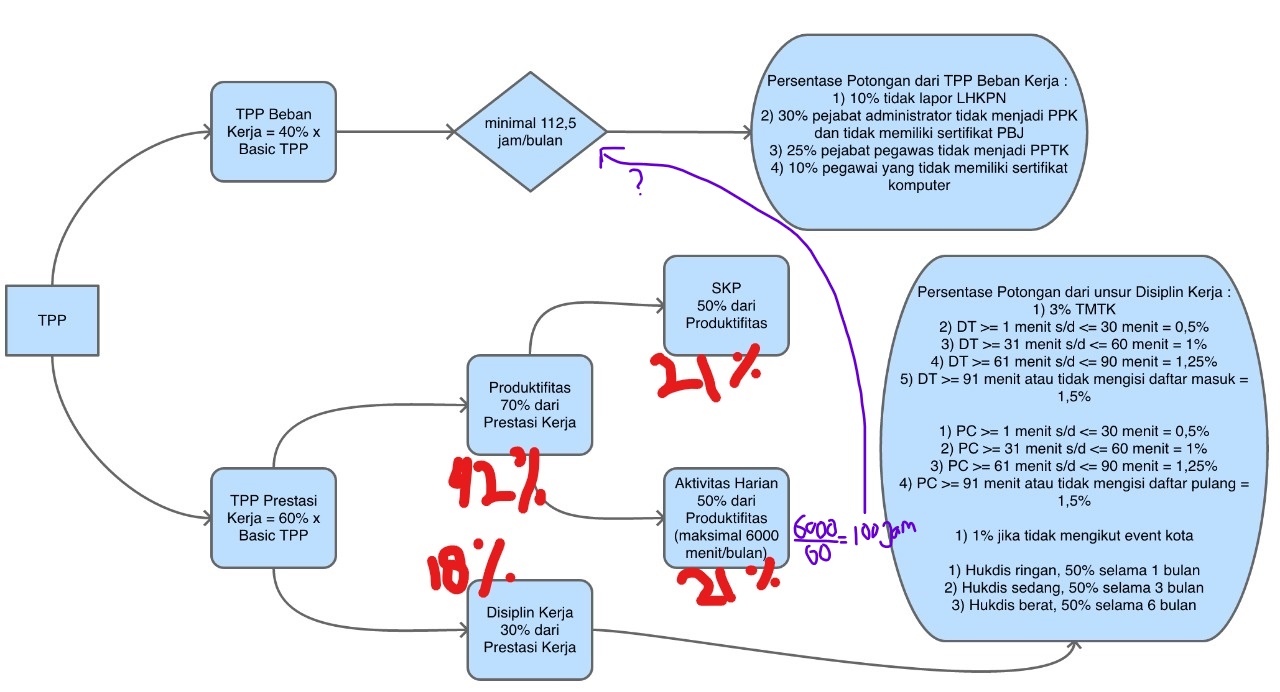 TPP
TPP Beban
Kerja = 40% x
Basic TPP
minimal 112,5
jam/bulan
Persentase Potongan dari TPP Beban Kerja :
1) 10% tidak lapor LHKPN
2) 30% pejabat administrator tidak menjadi PPK
dan tidak memiliki sertifikat PBJ
3) 25% pejabat pegawas tidak menjadi PPTK
4) 10% pegawai yang tidak memiliki sertifikat
komputer
?
TPP Prestasi
Kerja = 60% x
Basic TPP
Produktifitas
70% dari
Prestasi Kerja
42%
SKP
50% dari
Produktifitas
21%
Aktivitas Harian
50% dari
Produktifitas
(maksimal 6000
menit/bulan)
21%
6000
60
= 100 jam
18%
Disiplin Kerja
30% dari
Prestasi Kerja
Persentase Potongan dari unsur Disiplin Kerja :
1) 3% TMTK
2) DT >= 1 menit s/d <= 30 menit = 0,5%
3) DT >= 31 menit s/d <= 60 menit = 1%
4) DT >= 61 menit s/d <= 90 menit = 1,25%
5) DT >= 91 menit atau tidak mengisi daftar masuk =
1,5%
1) PC >= 1 menit s/d <= 30 menit = 0,5%
2) PC >= 31 menit s/d <= 60 menit = 1%
3) PC >= 61 menit s/d <= 90 menit = 1,25%
4) PC >= 91 menit atau tidak mengisi daftar pulang =
1,5%
1) 1% jika tidak mengikut event kota
1) Hukdis ringan, 50% selama 1 bulan
2) Hukdis sedang, 50% selama 3 bulan
3) Hukdis berat, 50% selama 6 bulan